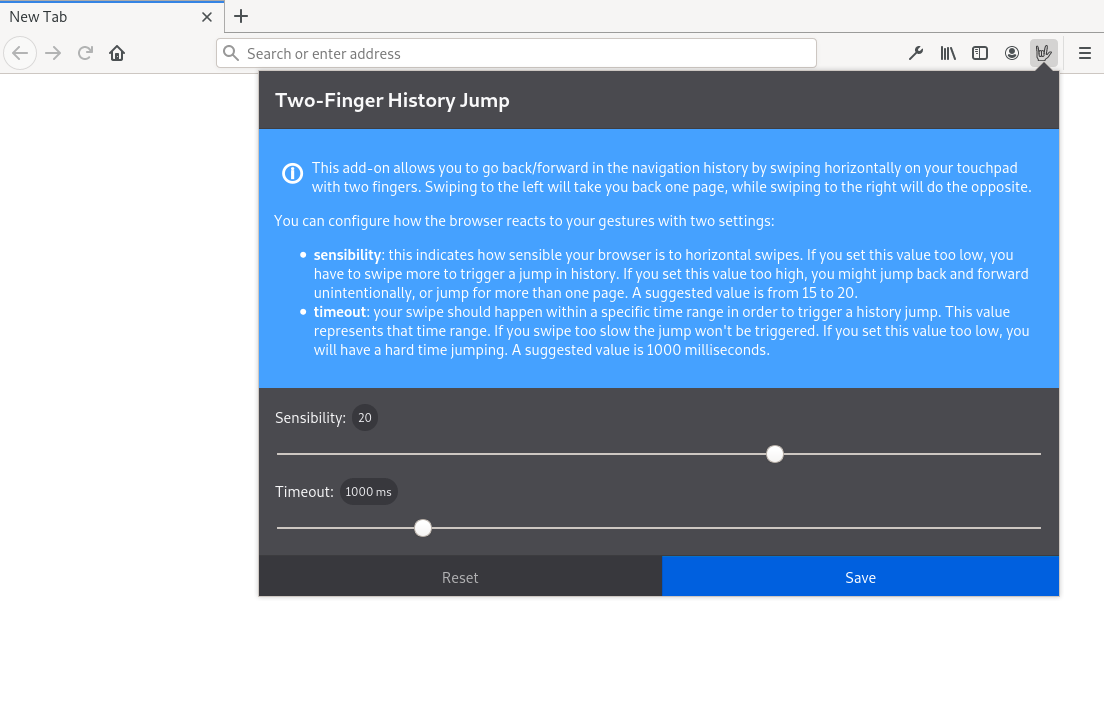 New Tab
Search or enter address
Two-Finger History Jump
This add-on allows you to go back/forward in the navigation history by swiping horizontally on your touchpad
with two fingers. Swiping to the left will take you back one page, while swiping to the right will do the opposite.
You can configure how the browser reacts to your gestures with two settings:
• sensibility: this indicates how sensible your browser is to horizontal swipes. If you set this value too low, you
have to swipe more to trigger a jump in history. If you set this value too high, you might jump back and forward
unintentionally, or jump for more than one page. A suggested value is from 15 to 20.
• timeout: your swipe should happen within a specific time range in order to trigger a history jump. This value
represents that time range. If you swipe too slow the jump won't be triggered. If you set this value too low, you
will have a hard time jumping. A suggested value is 1000 milliseconds.
Sensibility: 20
Timeout: 1000 ms
Reset
Save